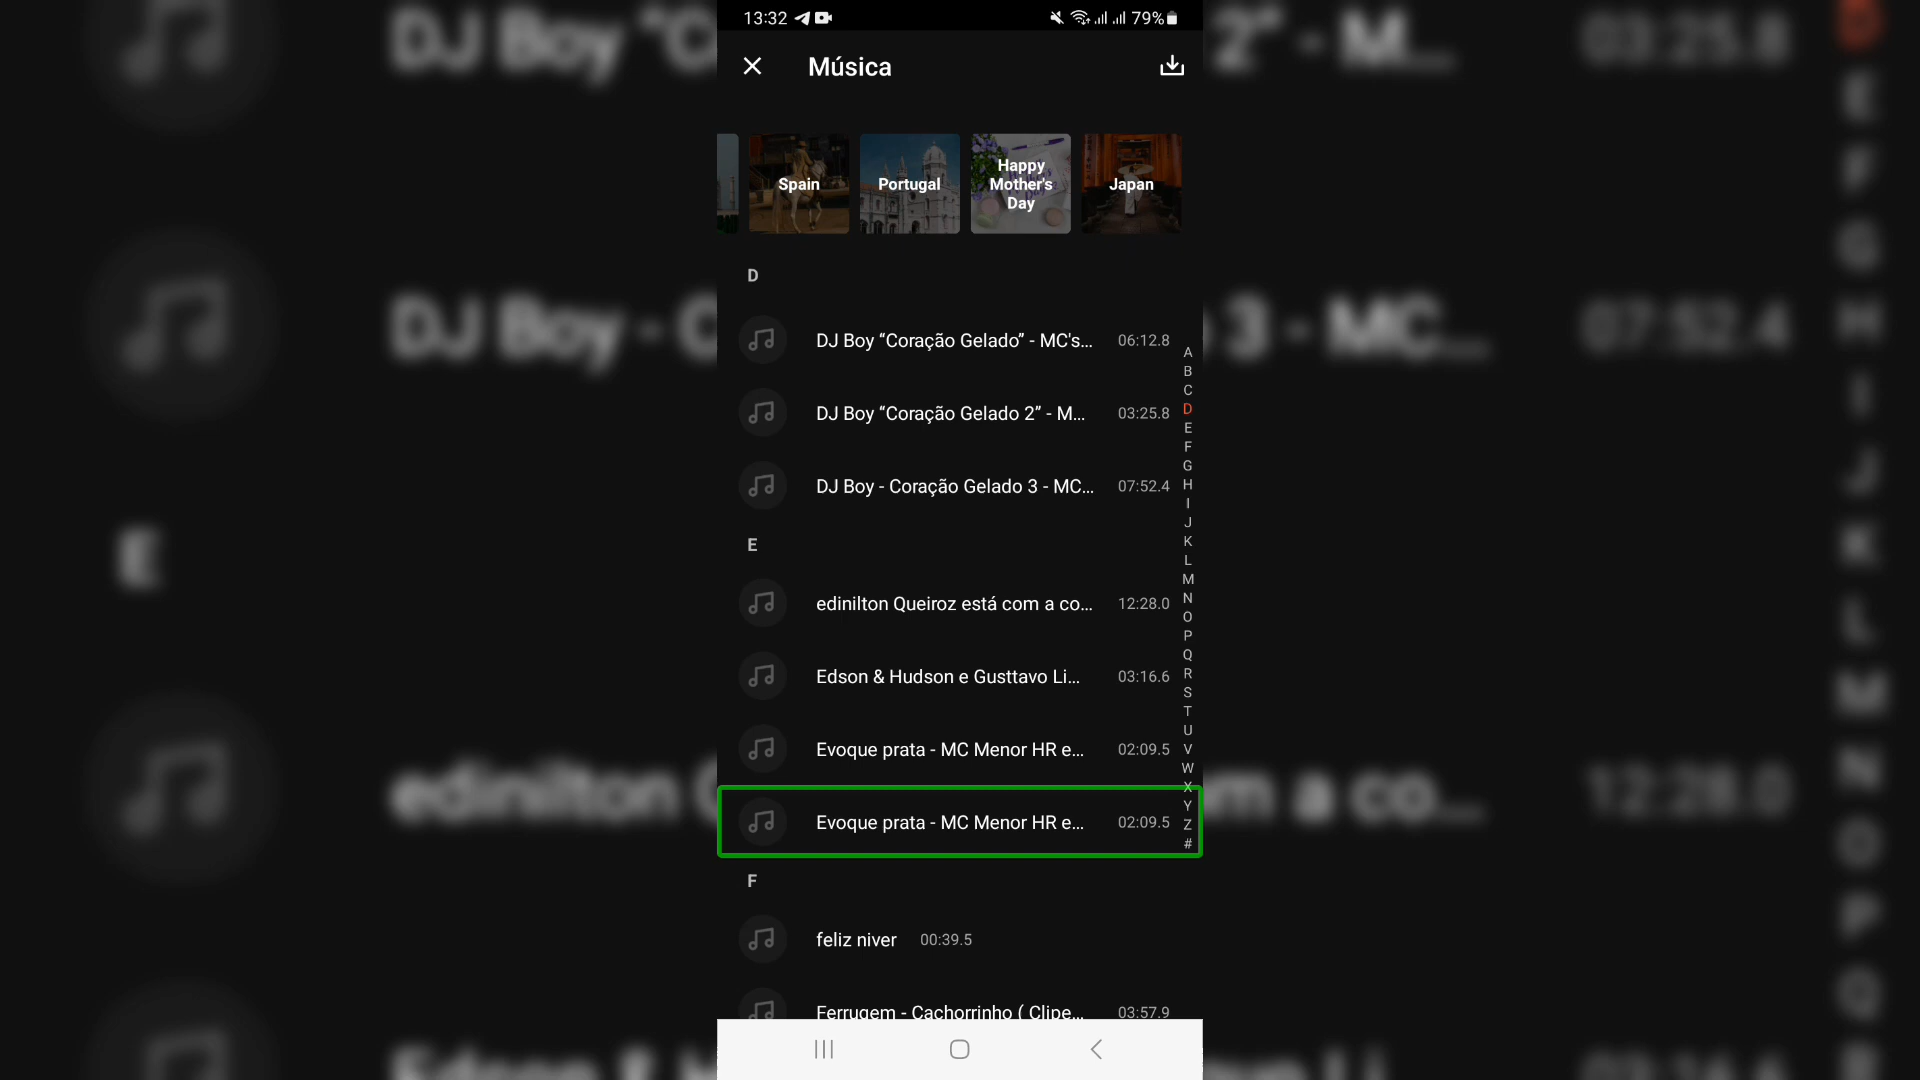 13:32 79%
Música
Spain
Portugal
Happy
Mother's
Day
Japan
D
DJ Boy “Coração Gelado” - MC's... 06:12.8
DJ Boy “Coração Gelado 2” - M... 03:25.8
DJ Boy - Coração Gelado 3 - MC... 07:52.4
E
edinilton Queiroz está com a co... 12:28.0
Edson & Hudson e Gusttavo Li... 03:16.6
Evoque prata - MC Menor HR e... 02:09.5
Evoque prata - MC Menor HR e... 02:09.5
F
feliz niver 00:39.5
Ferrugem - Cachorrinho ( Clipe... 03:57.9
A
B
C
D
E
F
G
H
I
J
K
L
M
N
O
P
Q
R
S
T
U
V
W
X
Y
Z
#